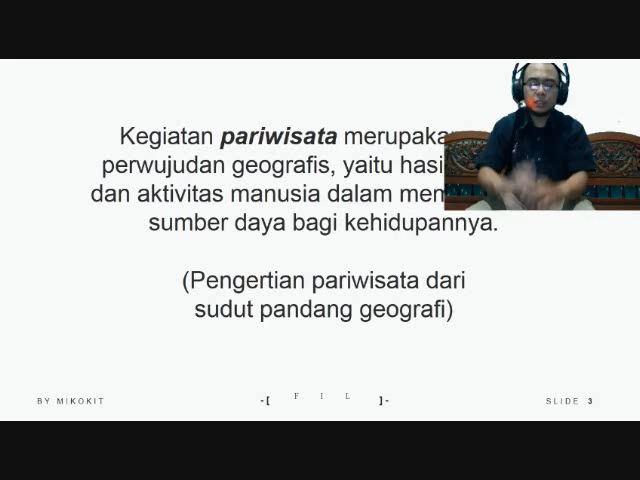 Kegiatan pariwisata merupaka
perwujudan geografis, yaitu hasi
dan aktivitas manusia dalam mem
sumber daya bagi kehidupannya.
(Pengertian pariwisata dari
sudut pandang geografi)
BY MIKOKIT
-[ F I L ]-
SLIDE 3